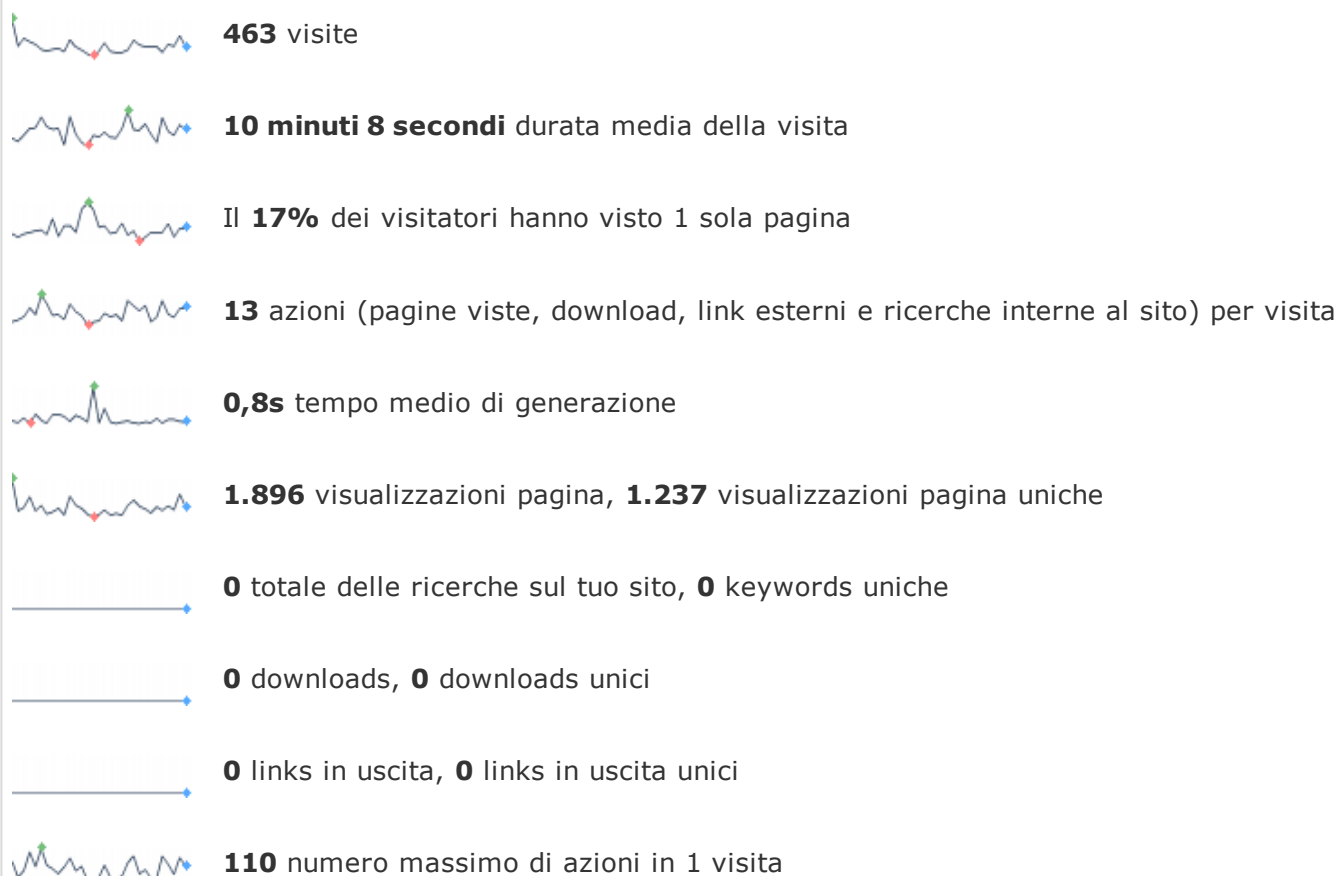 463 visite
10 minuti 8 secondi durata media della visita
Il 17% dei visitatori hanno visto 1 sola pagina
13 azioni (pagine viste, download, link esterni e ricerche interne al sito) per visita
0,8s tempo medio di generazione
1.896 visualizzazioni pagina, 1.237 visualizzazioni pagina uniche
0 totale delle ricerche sul tuo sito, 0 keywords uniche
0 downloads, 0 downloads unici
0 links in uscita, 0 links in uscita unici
110 numero massimo di azioni in 1 visita